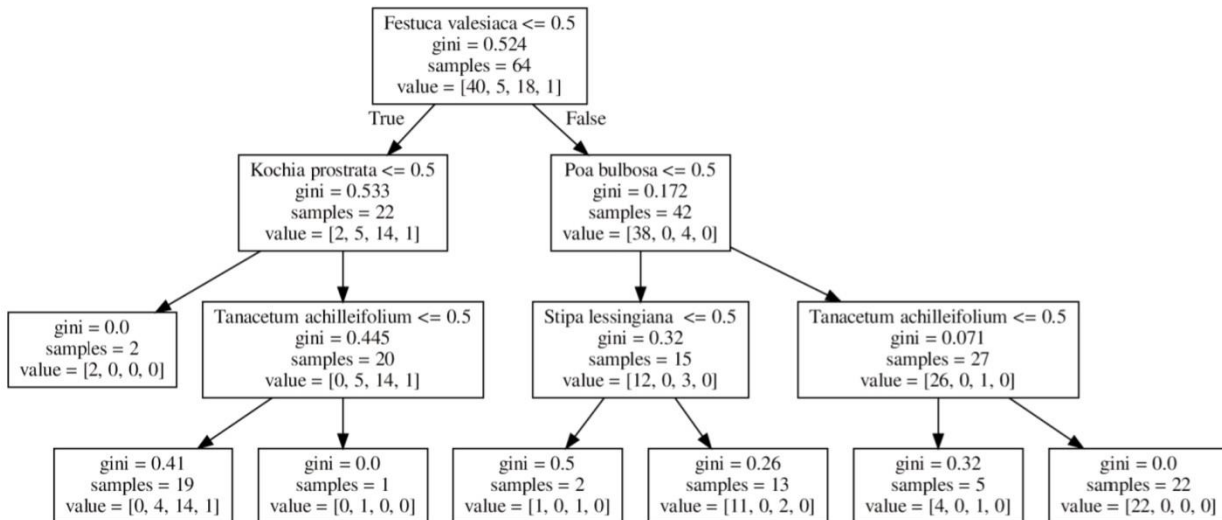 Festuca valesiaca <= 0.5
gini = 0.524
samples = 64
value = [40, 5, 18, 1]
True
False
Kochia prostrata <= 0.5
gini = 0.533
samples = 22
value = [2, 5, 14, 1]
Poa bulbosa <= 0.5
gini = 0.172
samples = 42
value = [38, 0, 4, 0]
gini = 0.0
samples = 2
value = [2, 0, 0, 0]
Tanacetum achilleifolium <= 0.5
gini = 0.445
samples = 20
value = [0, 5, 14, 1]
Stipa lessingiana <= 0.5
gini = 0.32
samples = 15
value = [12, 0, 3, 0]
Tanacetum achilleifolium <= 0.5
gini = 0.071
samples = 27
value = [26, 0, 1, 0]
gini = 0.41
samples = 19
value = [0, 4, 14, 1]
gini = 0.0
samples = 1
value = [0, 1, 0, 0]
gini = 0.5
samples = 2
value = [1, 0, 1, 0]
gini = 0.26
samples = 13
value = [11, 0, 2, 0]
gini = 0.32
samples = 5
value = [4, 0, 1, 0]
gini = 0.0
samples = 22
value = [22, 0, 0, 0]